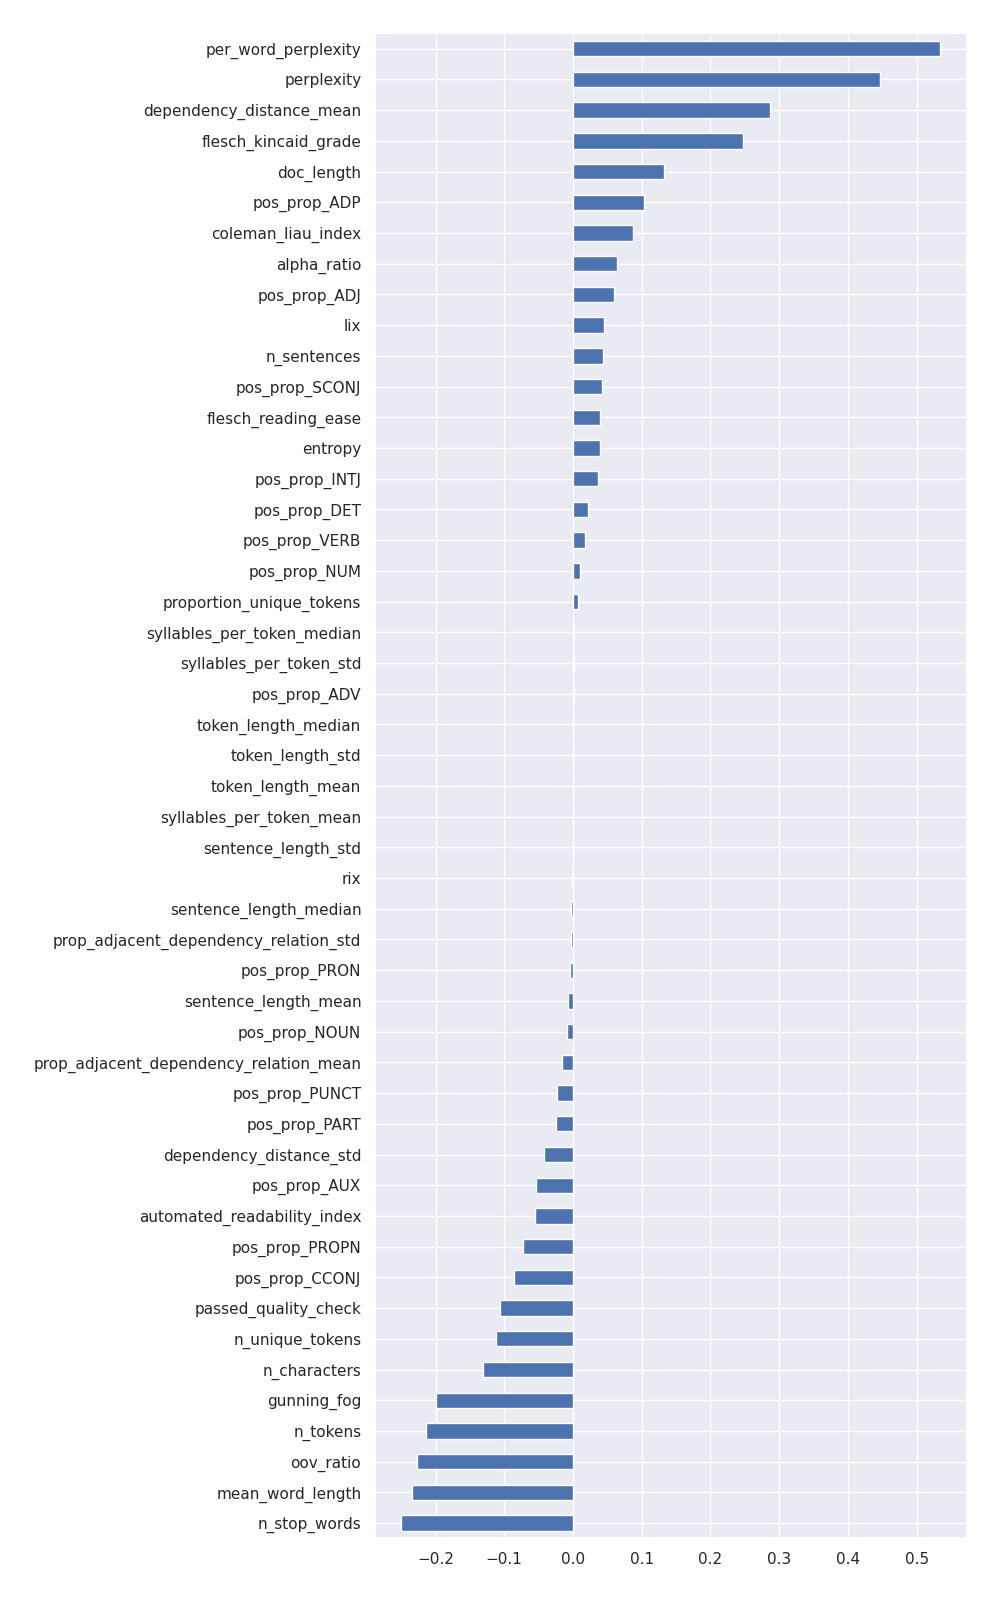 per_word_perplexity
perplexity
dependency_distance_mean
flesch_kincaid_grade
doc_length
pos_prop_ADP
coleman_liau_index
alpha_ratio
pos_prop_ADJ
lix
n_sentences
pos_prop_SCONJ
flesch_reading_ease
entropy
pos_prop_INTJ
pos_prop_DET
pos_prop_VERB
pos_prop_NUM
proportion_unique_tokens
syllables_per_token_median
syllables_per_token_std
pos_prop_ADV
token_length_median
token_length_std
token_length_mean
syllables_per_token_mean
sentence_length_std
rix
sentence_length_median
prop_adjacent_dependency_relation_std
pos_prop_PRON
sentence_length_mean
pos_prop_NOUN
prop_adjacent_dependency_relation_mean
pos_prop_PUNCT
pos_prop_PART
dependency_distance_std
pos_prop_AUX
automated_readability_index
pos_prop_PROPN
pos_prop_CCONJ
passed_quality_check
n_unique_tokens
n_characters
gunning_fog
n_tokens
oov_ratio
mean_word_length
n_stop_words
−0.2 −0.1 0.0 0.1 0.2 0.3 0.4 0.5